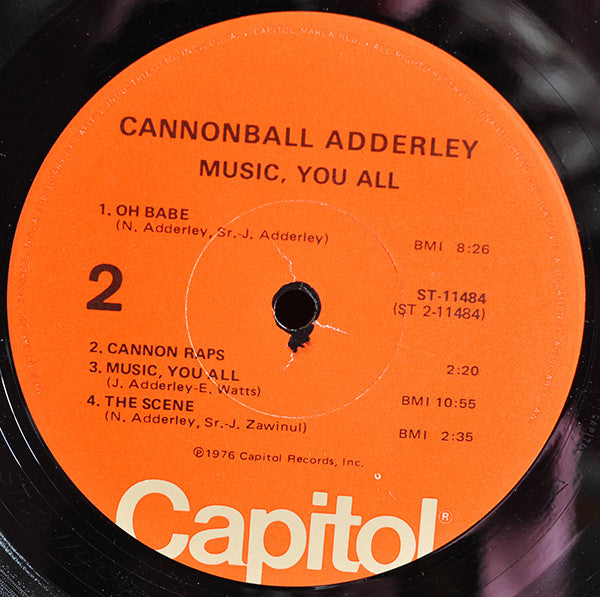 CANNONBALL ADDERLEY
MUSIC, YOU ALL
1. OH BABE
(N. Adderley, Sr.-J. Adderley) BMI 8:26
2
ST-11484
(ST 2-11484)
2. CANNON RAPS 2:20
3. MUSIC, YOU ALL
(J. Adderley-E. Watts) BMI 10:55
4. THE SCENE
(N. Adderley, Sr.-J. Zawinul) BMI 2:35
℗1976 Capitol Records, Inc.
Capitol®